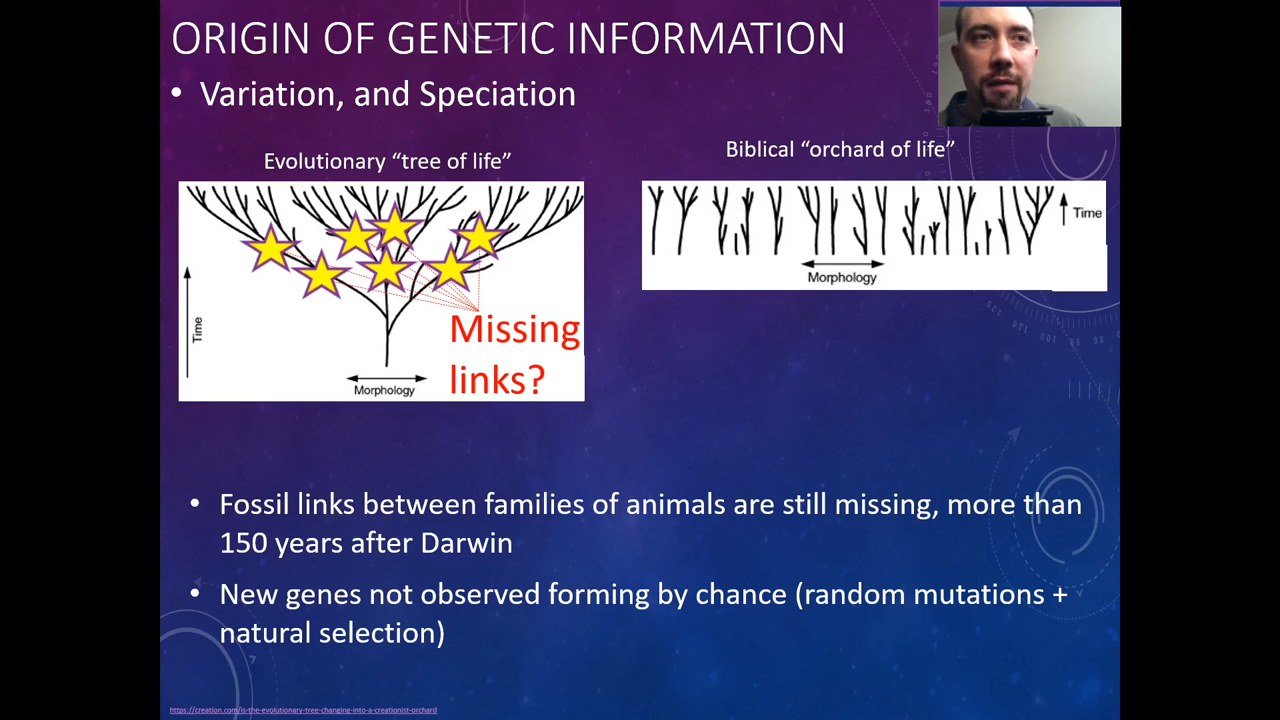 ORIGIN OF GENETIC INFORMATION
• Variation, and Speciation
Evolutionary “tree of life”
Biblical “orchard of life”
Time
Morphology
Missing
links?
Time
Morphology
• Fossil links between families of animals are still missing, more than
150 years after Darwin
• New genes not observed forming by chance (random mutations +
natural selection)
https://creation.com/is-the-evolutionary-tree-changing-into-a-creationist-orchard